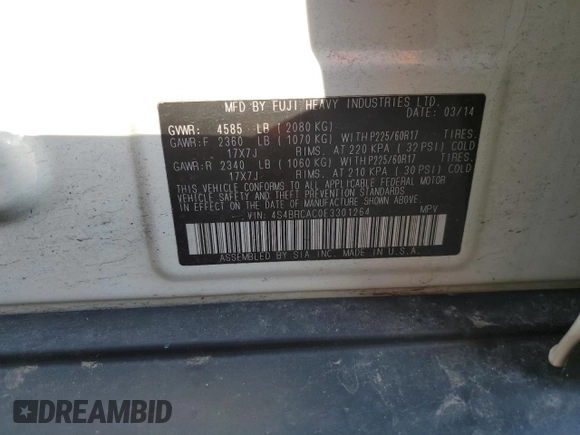 MFD BY FUJI HEAVY INDUSTRIES LTD.
DATE: 03/14
GVWR: 4585 LB ( 2080 KG)
GAWR:F 2360 LB ( 1070 KG) WITH P225/60R17 TIRES.
17X7J RIMS. AT 220 KPA ( 32 PSI) COLD
GAWR:R 2340 LB ( 1060 KG) WITH P225/60R17 TIRES.
17X7J RIMS. AT 210 KPA ( 30 PSI) COLD
THIS VEHICLE CONFORMS TO ALL APPLICABLE FEDERAL MOTOR
VEHICLE SAFETY AND BUMPER STANDARDS IN EFFECT
ON THE DATE OF MANUFACTURE SHOWN ABOVE.
VIN: 4S4BRCAC0E3301264 MPV
ASSEMBLED BY SIA INC. MADE IN U.S.A.
DREAMBID